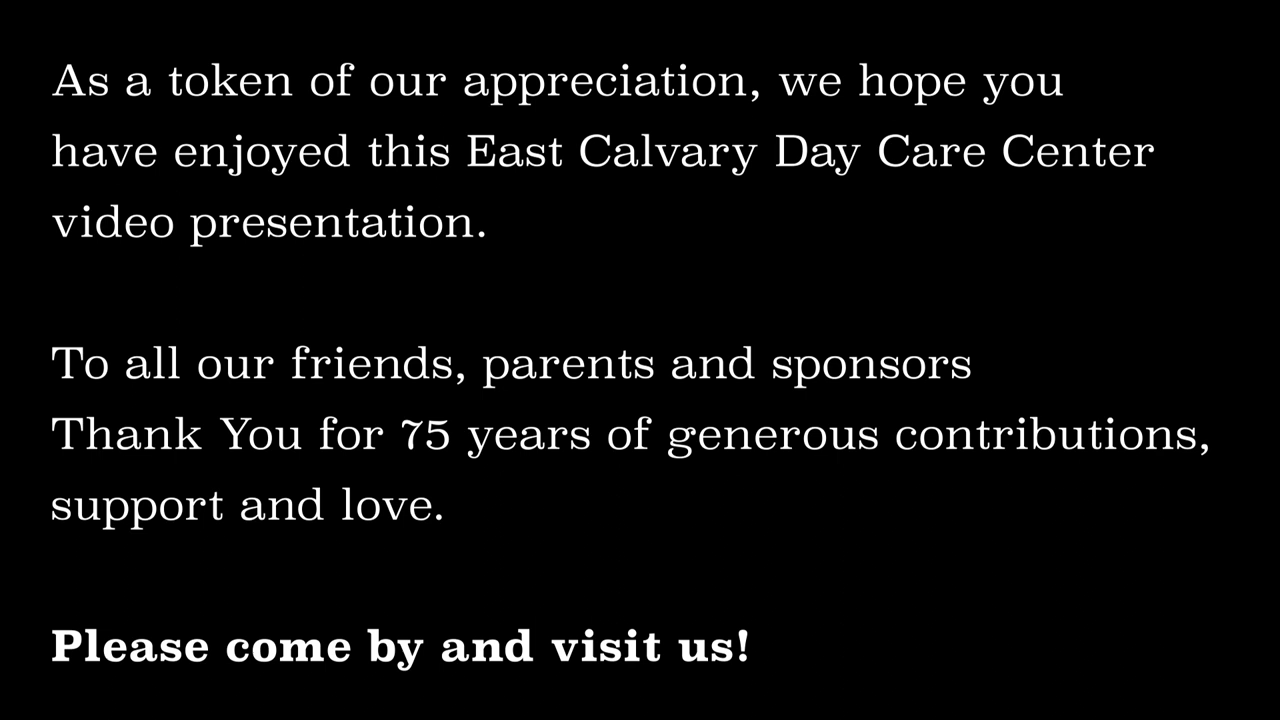 As a token of our appreciation, we hope you
have enjoyed this East Calvary Day Care Center
video presentation.
To all our friends, parents and sponsors
Thank You for 75 years of generous contributions,
support and love.
Please come by and visit us!